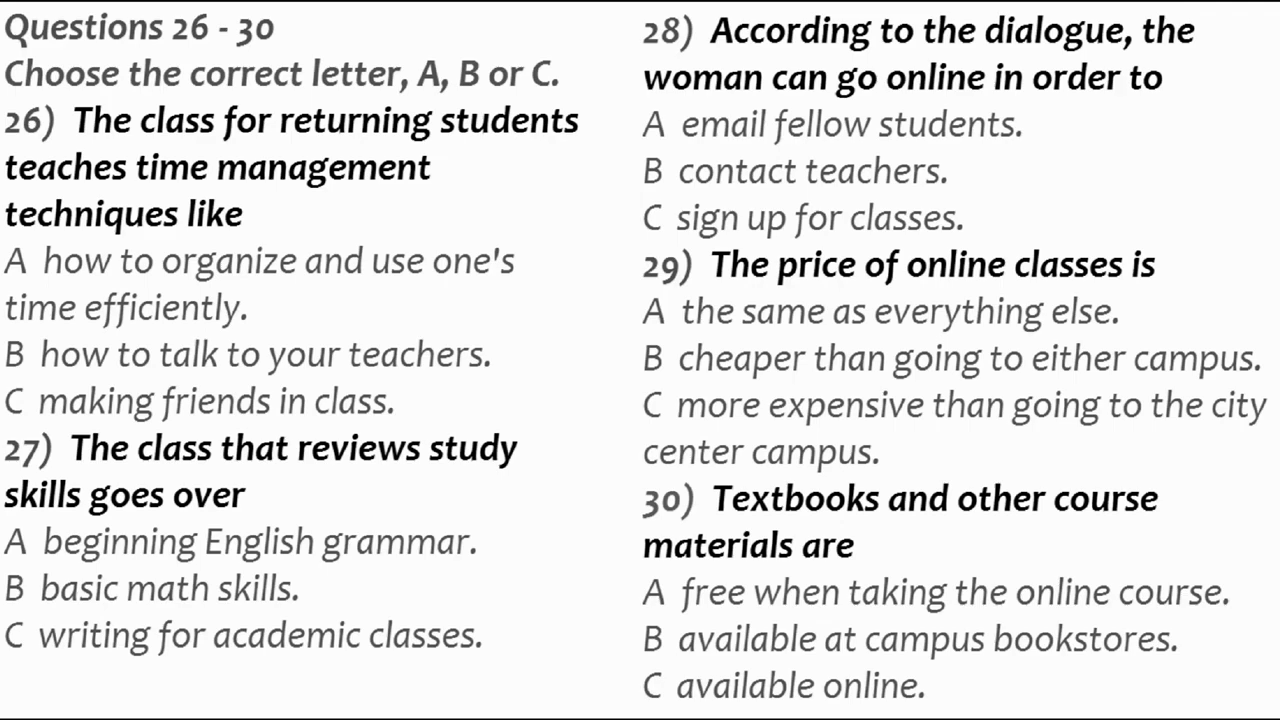 Questions 26 - 30
Choose the correct letter, A, B or C.
26) The class for returning students
teaches time management
techniques like
A how to organize and use one's
time efficiently.
B how to talk to your teachers.
C making friends in class.
27) The class that reviews study
skills goes over
A beginning English grammar.
B basic math skills.
C writing for academic classes.
28) According to the dialogue, the
woman can go online in order to
A email fellow students.
B contact teachers.
C sign up for classes.
29) The price of online classes is
A the same as everything else.
B cheaper than going to either campus.
C more expensive than going to the city
center campus.
30) Textbooks and other course
materials are
A free when taking the online course.
B available at campus bookstores.
C available online.